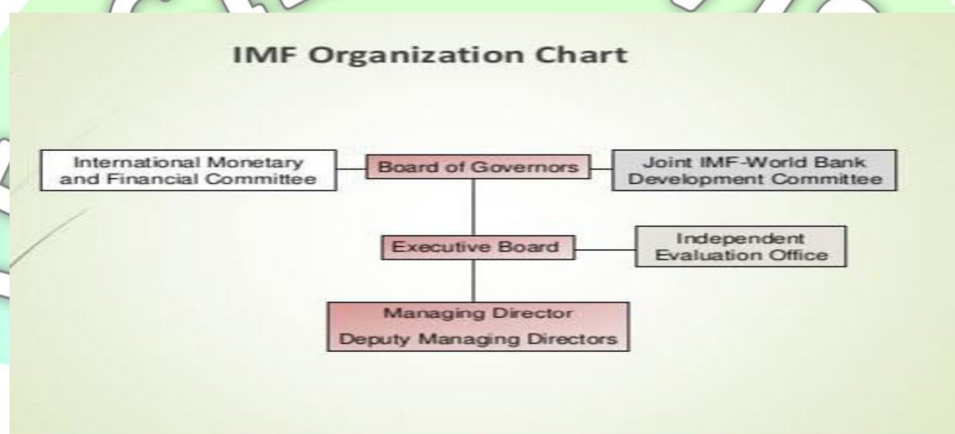 IMF Organization Chart
International Monetary
and Financial Committee
Board of Governors
Joint IMF-World Bank
Development Committee
Executive Board
Independent
Evaluation Office
Managing Director
Deputy Managing Directors